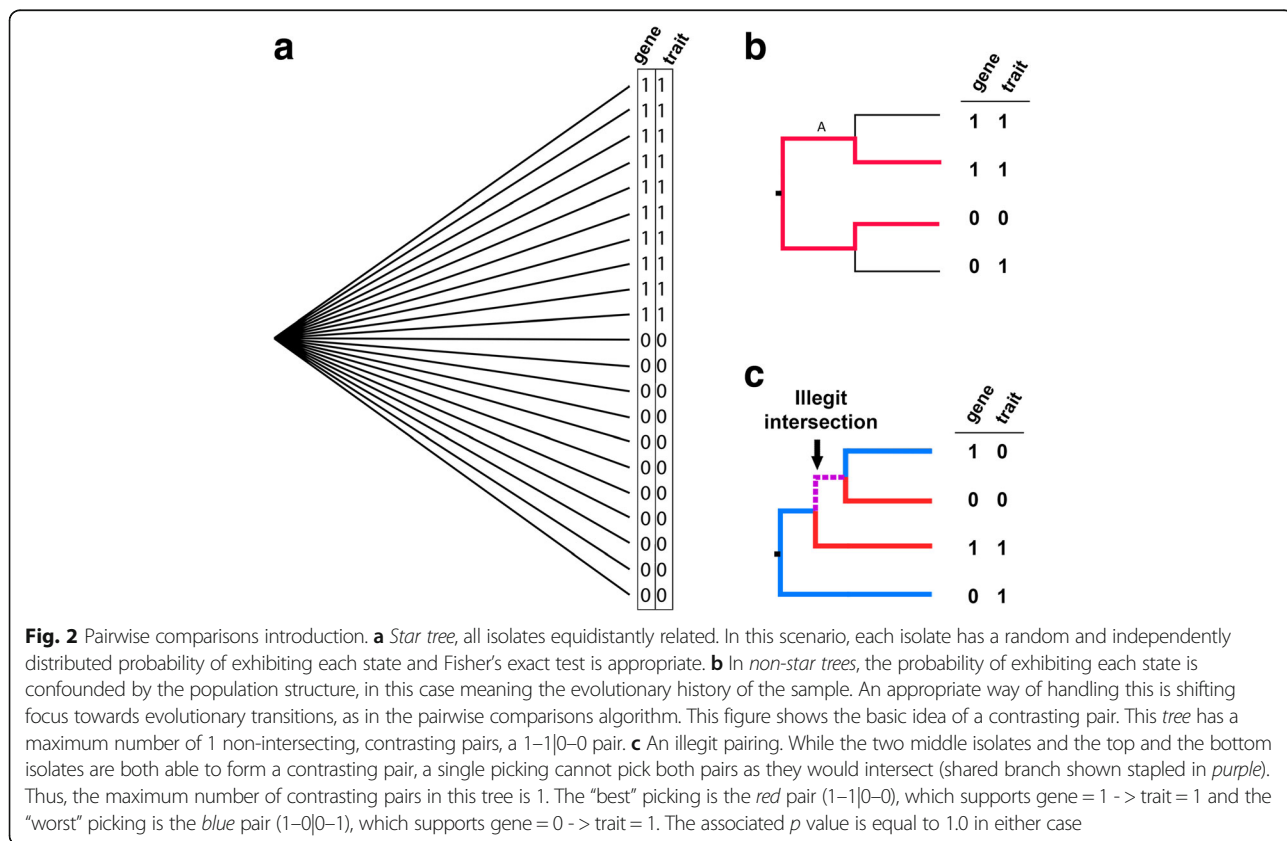 a
gene trait
1 1
1 1
1 1
1 1
1 1
1 1
1 1
1 1
1 1
1 1
0 0
0 0
0 0
0 0
0 0
0 0
0 0
0 0
0 0
0 0
0 0
b
gene trait
A
1 1
1 1
0 0
0 1
c
Illegit
intersection
gene trait
1 0
0 0
1 1
0 1
Fig. 2 Pairwise comparisons introduction. a Star tree, all isolates equidistantly related. In this scenario, each isolate has a random and independently
distributed probability of exhibiting each state and Fisher's exact test is appropriate. b In non-star trees, the probability of exhibiting each state is
confounded by the population structure, in this case meaning the evolutionary history of the sample. An appropriate way of handling this is shifting
focus towards evolutionary transitions, as in the pairwise comparisons algorithm. This figure shows the basic idea of a contrasting pair. This tree has a
maximum number of 1 non-intersecting, contrasting pairs, a 1–1|0–0 pair. c An illegit pairing. While the two middle isolates and the top and the bottom
isolates are both able to form a contrasting pair, a single picking cannot pick both pairs as they would intersect (shared branch shown stapled in purple).
Thus, the maximum number of contrasting pairs in this tree is 1. The "best" picking is the red pair (1–1|0–0), which supports gene = 1 - > trait = 1 and the
"worst" picking is the blue pair (1–0|0–1), which supports gene = 0 - > trait = 1. The associated p value is equal to 1.0 in either case